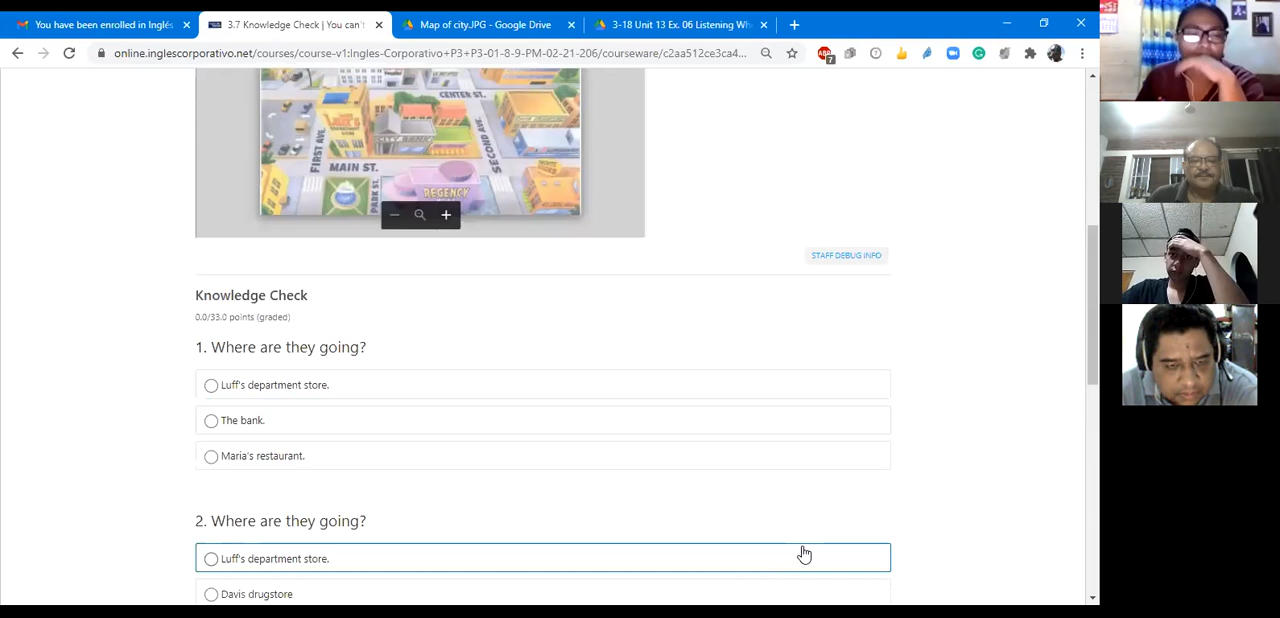 You have been enrolled in Inglés
3.7 Knowledge Check | You can't
Map of city.JPG - Google Drive
3-18 Unit 13 Ex. 06 Listening Wh
online.inglescorporativo.net/courses/course-v1:Ingles-Corporativo+P3+P3-01-8-9-PM-02-21-206/courseware/c2aa512ce3ca4...
7
CENTER ST.
FIRST AVE.
CITY
SECOND AVE.
MAIN ST.
PARK ST.
REGENCY
STAFF DEBUG INFO
Knowledge Check
0.0/33.0 points (graded)
1. Where are they going?
Luff's department store.
The bank.
Maria's restaurant.
2. Where are they going?
Luff's department store.
Davis drugstore